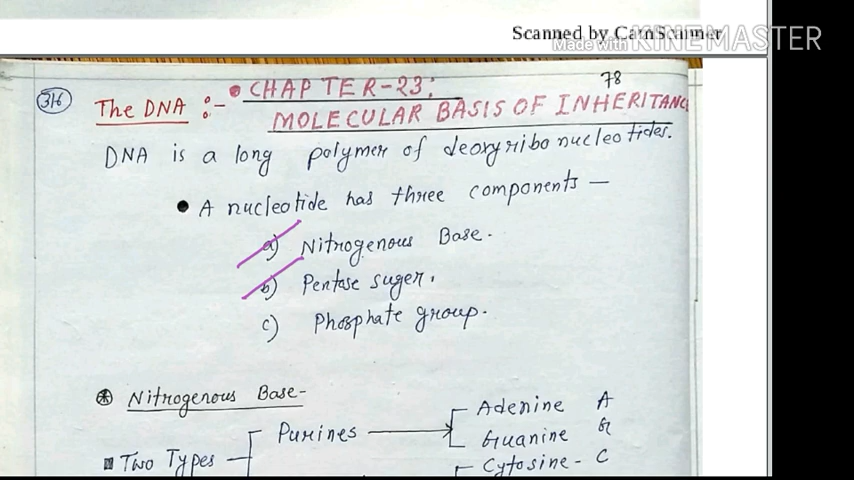 Scanned by CamScanner
Made with KINEMASTER
316
78
The DNA :-
• CHAPTER-23:
MOLECULAR BASIS OF INHERITANCE
DNA is a long polymer of deoxyribo nucleotides.
• A nucleotide has three components —
a) Nitrogenous Base.
b) Pentose suger.
c) Phosphate group.
Nitrogenous Base-
Two Types
Purines
Adenine A
Guanine G
Cytosine - C